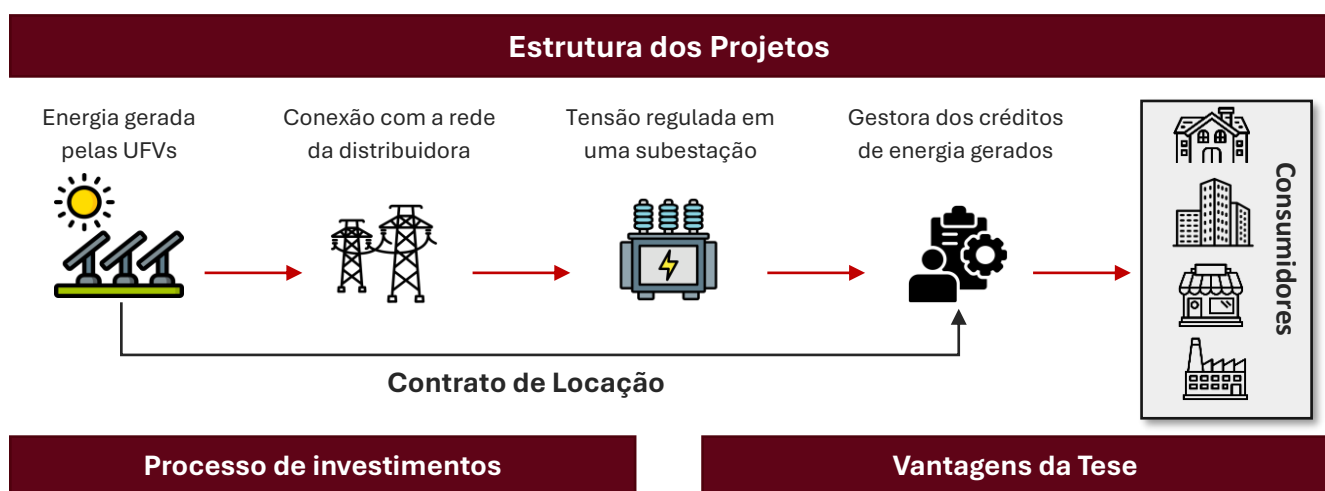 Estrutura dos Projetos
Energia gerada
pelas UFVs
Conexão com a rede
da distribuidora
Tensão regulada em
uma subestação
Gestora dos créditos
de energia gerados
Consumidores
Contrato de Locação
Processo de investimentos
Vantagens da Tese